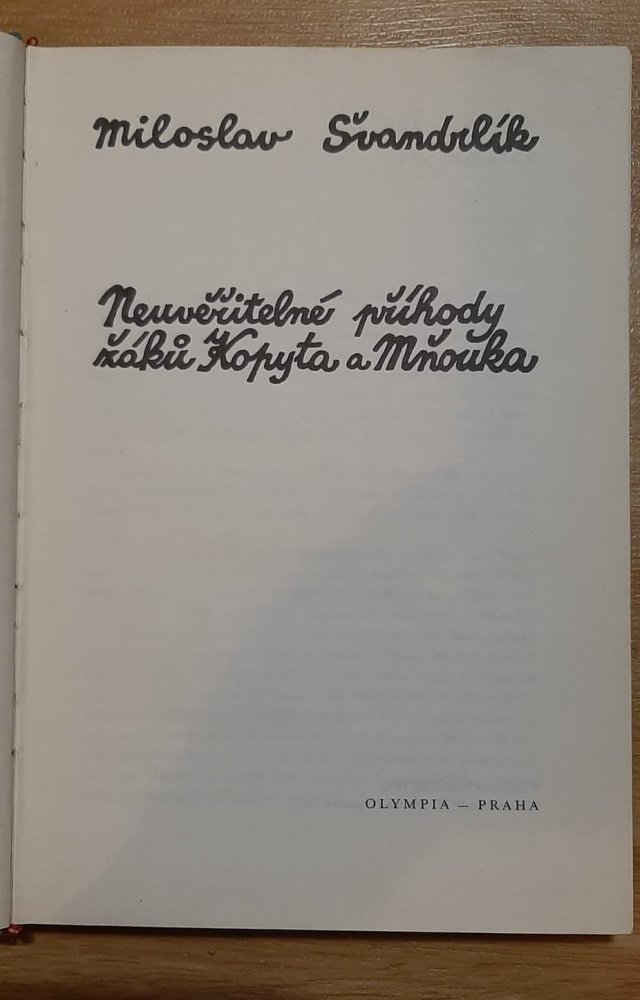 Miloslav Švandrlík
Neuvěřitelné příhody
žáků Kopyta a Mňouka
OLYMPIA – PRAHA